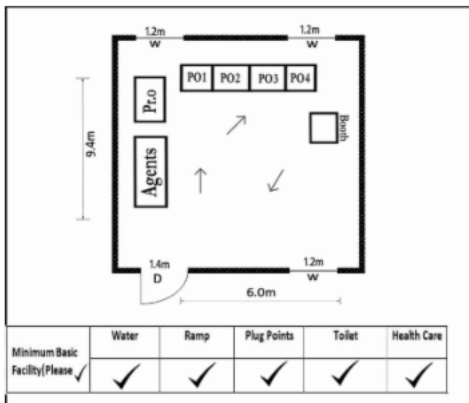 1.2m
W
1.2m
W
PO1 PO2 PO3 PO4
Pr.o
Booth
9.4m
Agents
1.4m
D
1.2m
W
6.0m
Minimum Basic
Facility(Please ✓
Water Ramp Plug Points Toilet Health Care
✓ ✓ ✓ ✓ ✓